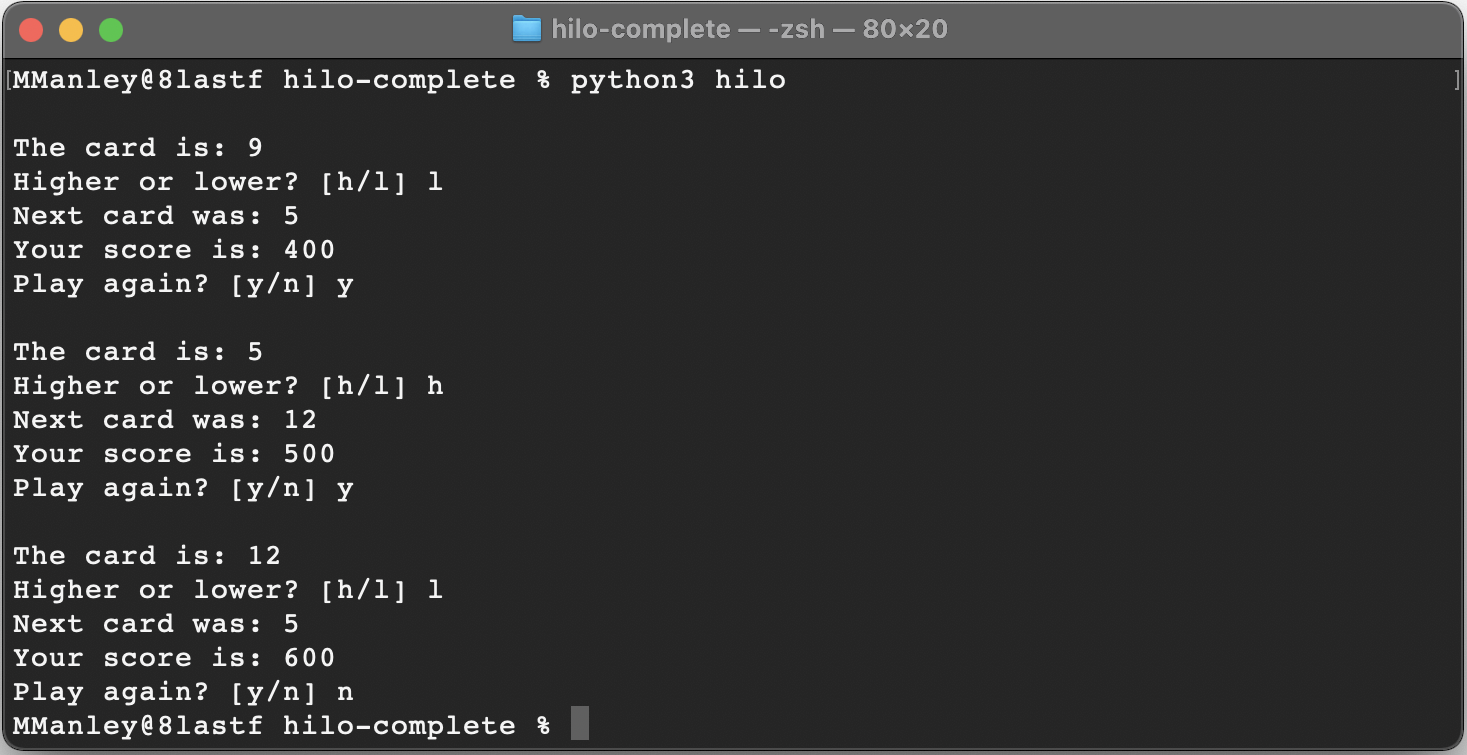 hilo-complete — -zsh — 80×20
[MManley@8lastf hilo-complete % python3 hilo ]
The card is: 9
Higher or lower? [h/l] l
Next card was: 5
Your score is: 400
Play again? [y/n] y
The card is: 5
Higher or lower? [h/l] h
Next card was: 12
Your score is: 500
Play again? [y/n] y
The card is: 12
Higher or lower? [h/l] l
Next card was: 5
Your score is: 600
Play again? [y/n] n
MManley@8lastf hilo-complete %